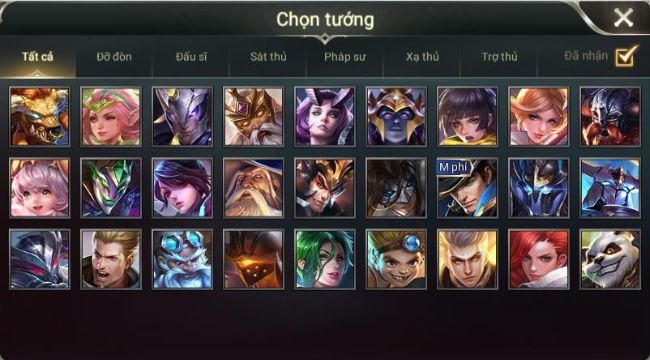 Chọn tướng
Tất cả Đỡ đòn Đấu sĩ Sát thủ Pháp sư Xạ thủ Trợ thủ Đã nhận
M phí